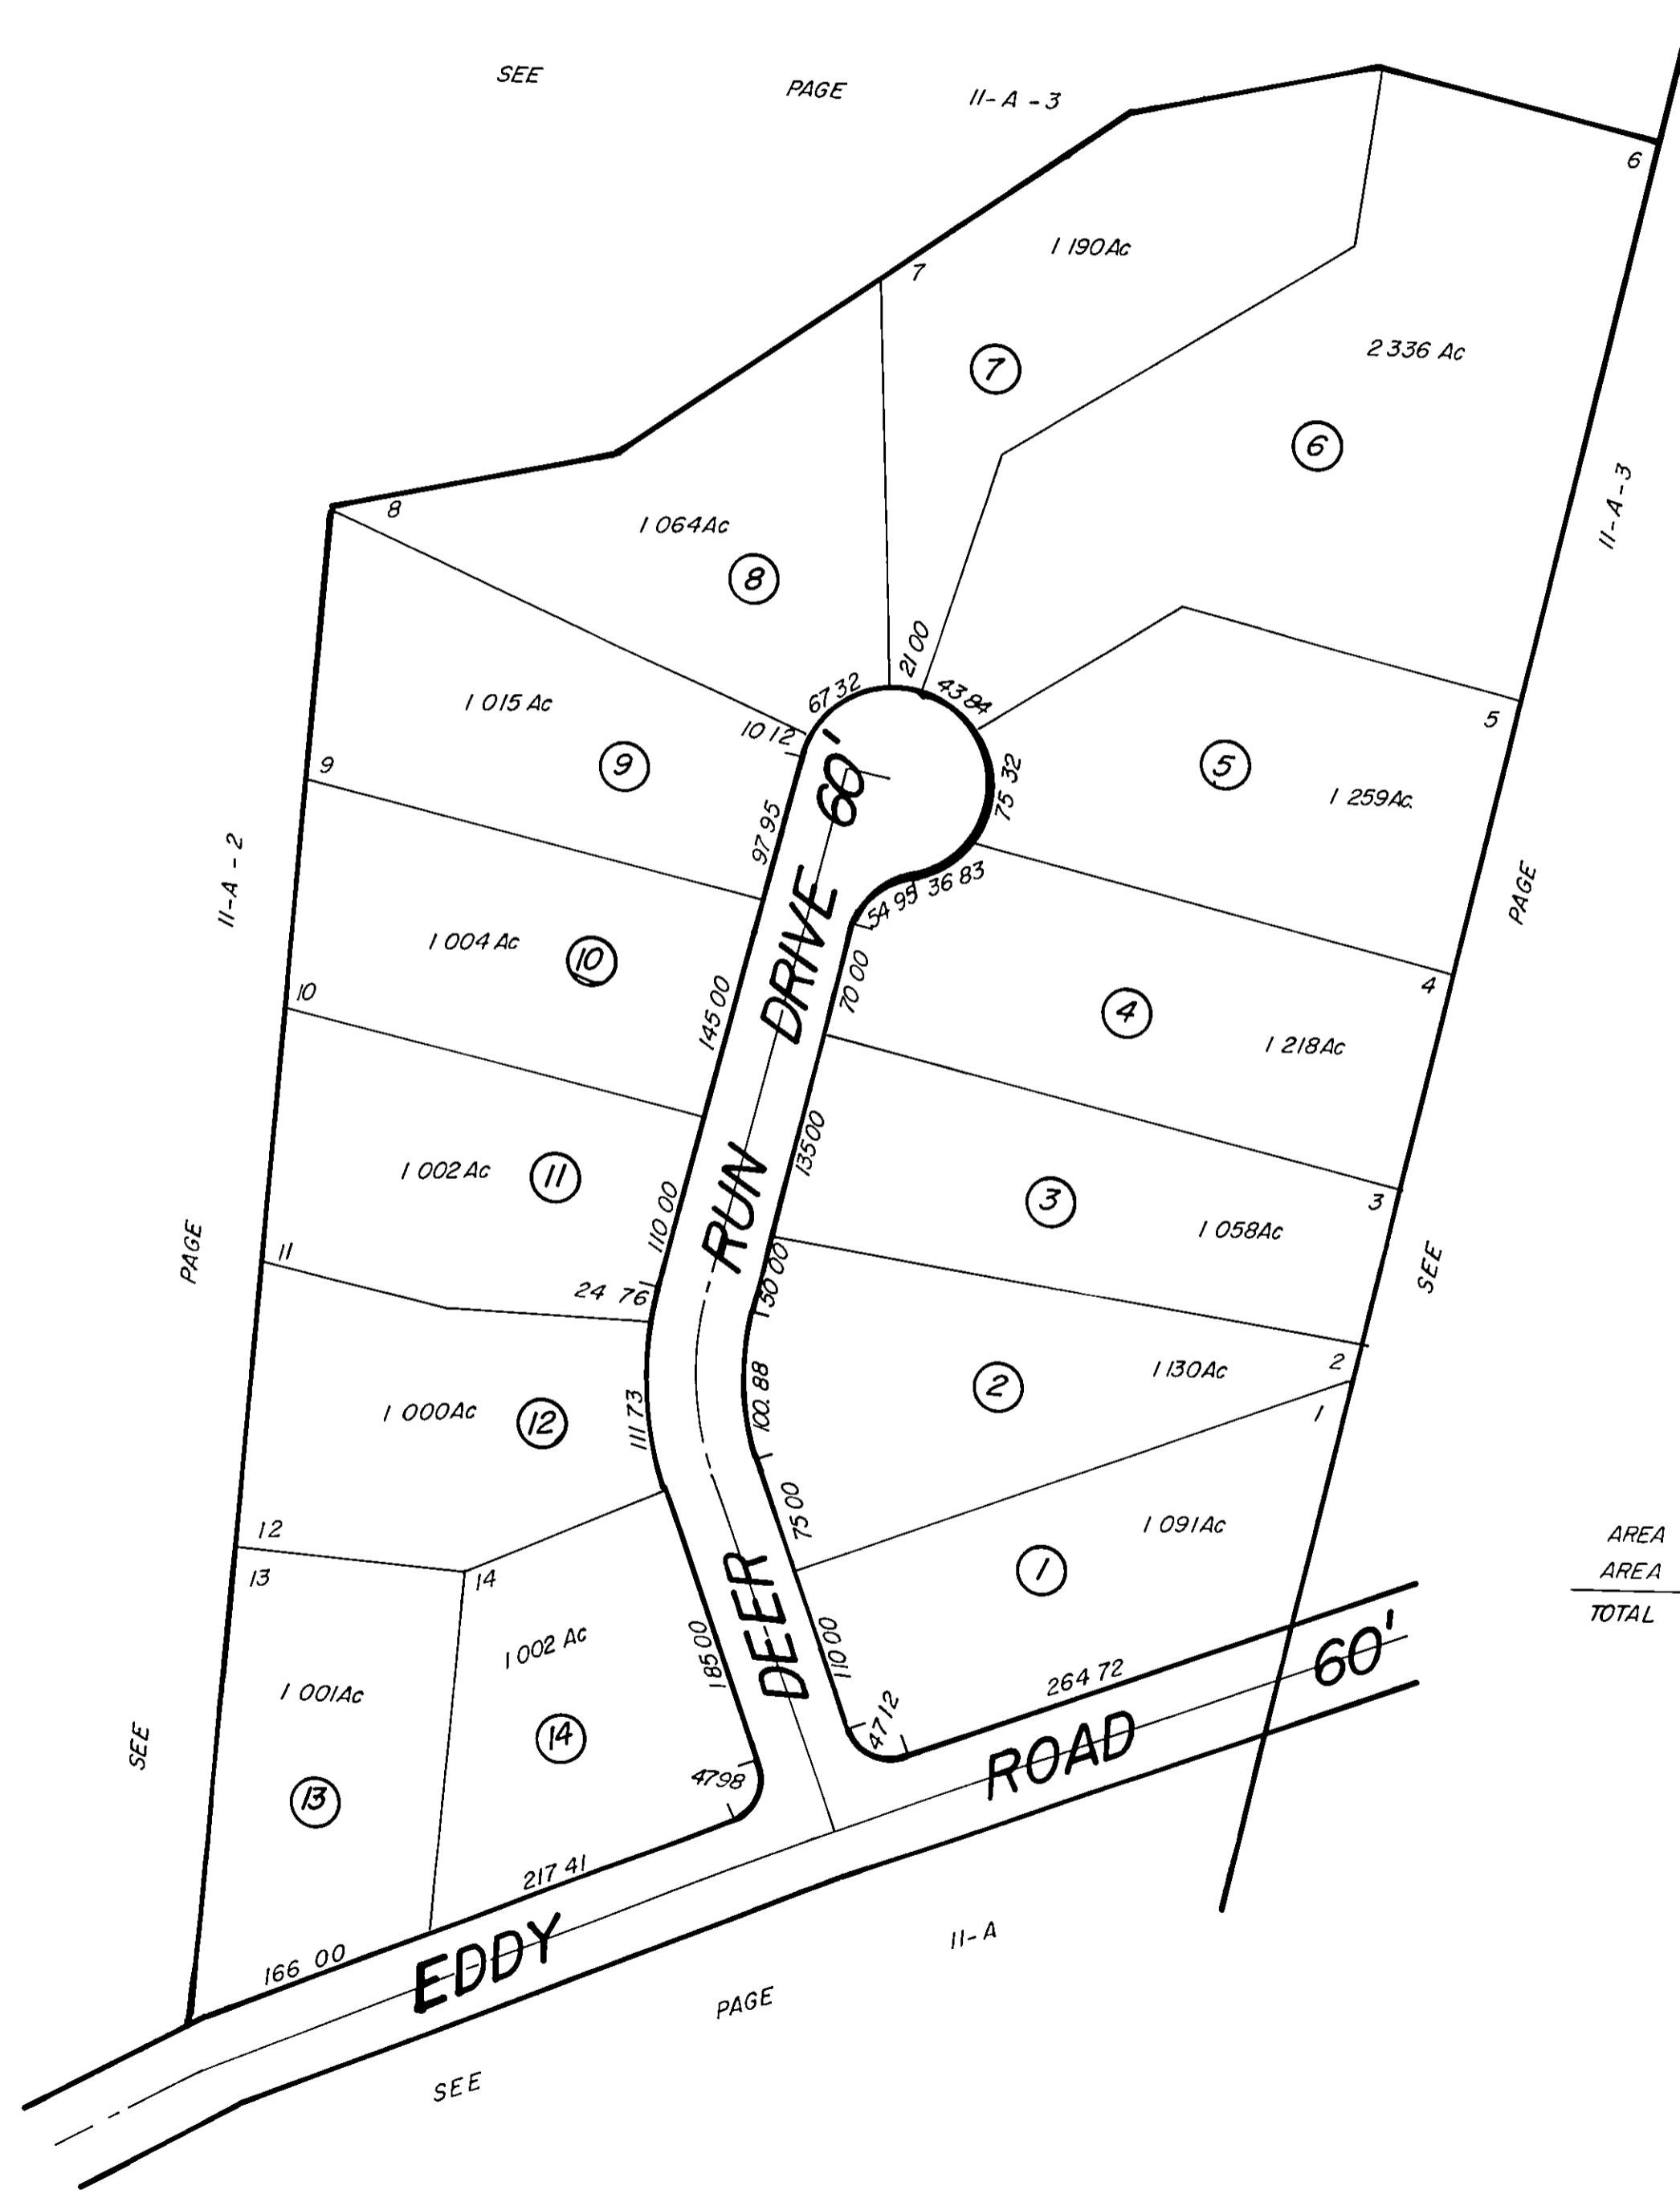 SEE PAGE 11-A-3
6
1 190Ac
7
7
2 336 Ac
6
11-A-3
8
1 064Ac
8
21 00
67 32
43 84
1 015 Ac
10 12
9
9
60'
75 32
5
5
1 259Ac.
97 95
11-A-2
54 95
36 83
PAGE
DRIVE
1 004 Ac
10
10
70 00
4
4
145 00
1 218Ac
135 00
RUN
1 002Ac
11
110 00
3
3
1 058Ac
PAGE
11
50 00
SEE
24 76
2
1 130Ac
2
100.88
1 000Ac
12
111 73
1
75 00
1 091Ac
12
AREA
13
14
DEER
1
AREA
TOTAL
1 002 Ac
185 00
110 00
60'
264 72
1 001Ac
SEE
14
47 12
ROAD
47 98
13
217 41
166 00
EDDY
11-A
PAGE
SEE